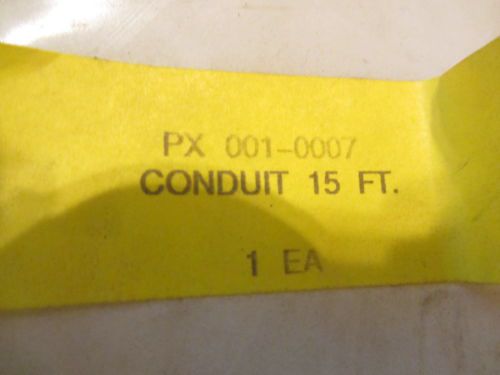 PX 001-0007
CONDUIT 15 FT.
1 EA